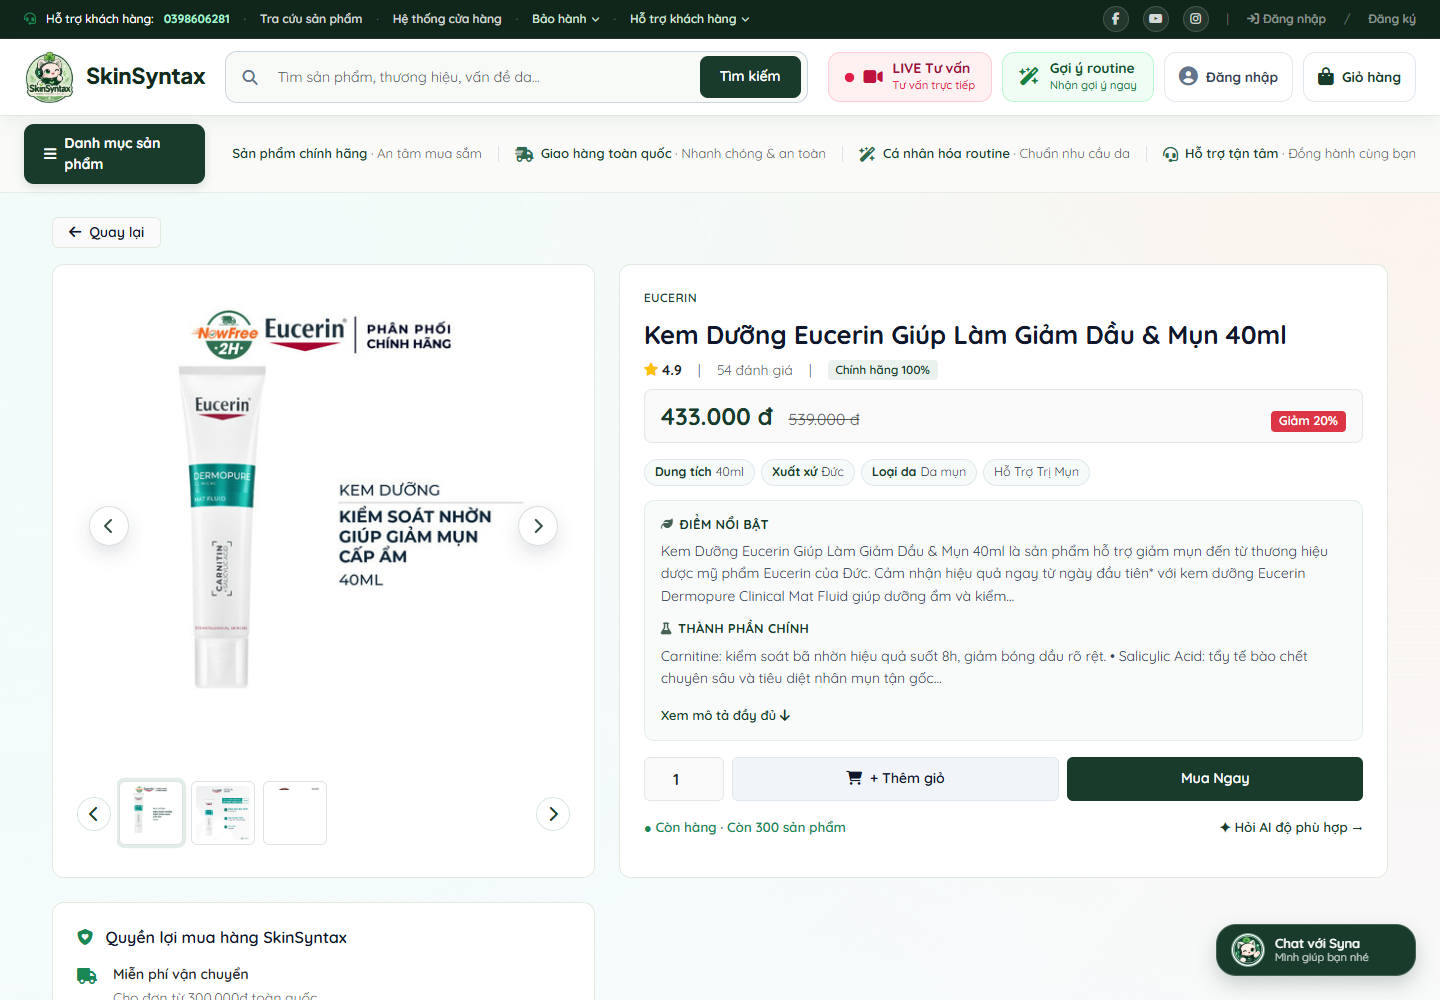 Hỗ trợ khách hàng: 0398606281 · Tra cứu sản phẩm · Hệ thống cửa hàng · Bảo hành · Hỗ trợ khách hàng | Đăng nhập / Đăng ký
SkinSyntax
SkinSyntax
Tìm sản phẩm, thương hiệu, vấn đề da...
Tìm kiếm
LIVE Tư vấn
Tư vấn trực tiếp
Gợi ý routine
Nhận gợi ý ngay
Đăng nhập
Giỏ hàng
Danh mục sản
phẩm
Sản phẩm chính hãng · An tâm mua sắm
Giao hàng toàn quốc · Nhanh chóng & an toàn
Cá nhân hóa routine · Chuẩn nhu cầu da
Hỗ trợ tận tâm · Đồng hành cùng bạn
Quay lại
NowFree
2H
Eucerin
PHÂN PHỐI
CHÍNH HÃNG
Eucerin
DERMOPURE
MAT FLUID
CARNITIN
KEM DƯỠNG
KIỂM SOÁT NHỜN
GIÚP GIẢM MỤN
CẤP ẨM
40ML
EUCERIN
Kem Dưỡng Eucerin Giúp Làm Giảm Dầu & Mụn 40ml
4.9 | 54 đánh giá | Chính hãng 100%
433.000 đ 539.000 đ
Giảm 20%
Dung tích 40ml
Xuất xứ Đức
Loại da Da mụn
Hỗ Trợ Trị Mụn
ĐIỂM NỔI BẬT
Kem Dưỡng Eucerin Giúp Làm Giảm Dầu & Mụn 40ml là sản phẩm hỗ trợ giảm mụn đến từ thương hiệu
dược mỹ phẩm Eucerin của Đức. Cảm nhận hiệu quả ngay từ ngày đầu tiên* với kem dưỡng Eucerin
Dermopure Clinical Mat Fluid giúp dưỡng ẩm và kiểm...
THÀNH PHẦN CHÍNH
Carnitine: kiểm soát bã nhờn hiệu quả suốt 8h, giảm bóng dầu rõ rệt. • Salicylic Acid: tẩy tế bào chết
chuyên sâu và tiêu diệt nhân mụn tận gốc...
Xem mô tả đầy đủ ↓
1
+ Thêm giỏ
Mua Ngay
● Còn hàng · Còn 300 sản phẩm
✦ Hỏi AI độ phù hợp →
Quyền lợi mua hàng SkinSyntax
Miễn phí vận chuyển
Cho đơn từ 300.000đ toàn quốc
Chat với Syna
Mình giúp bạn nhé